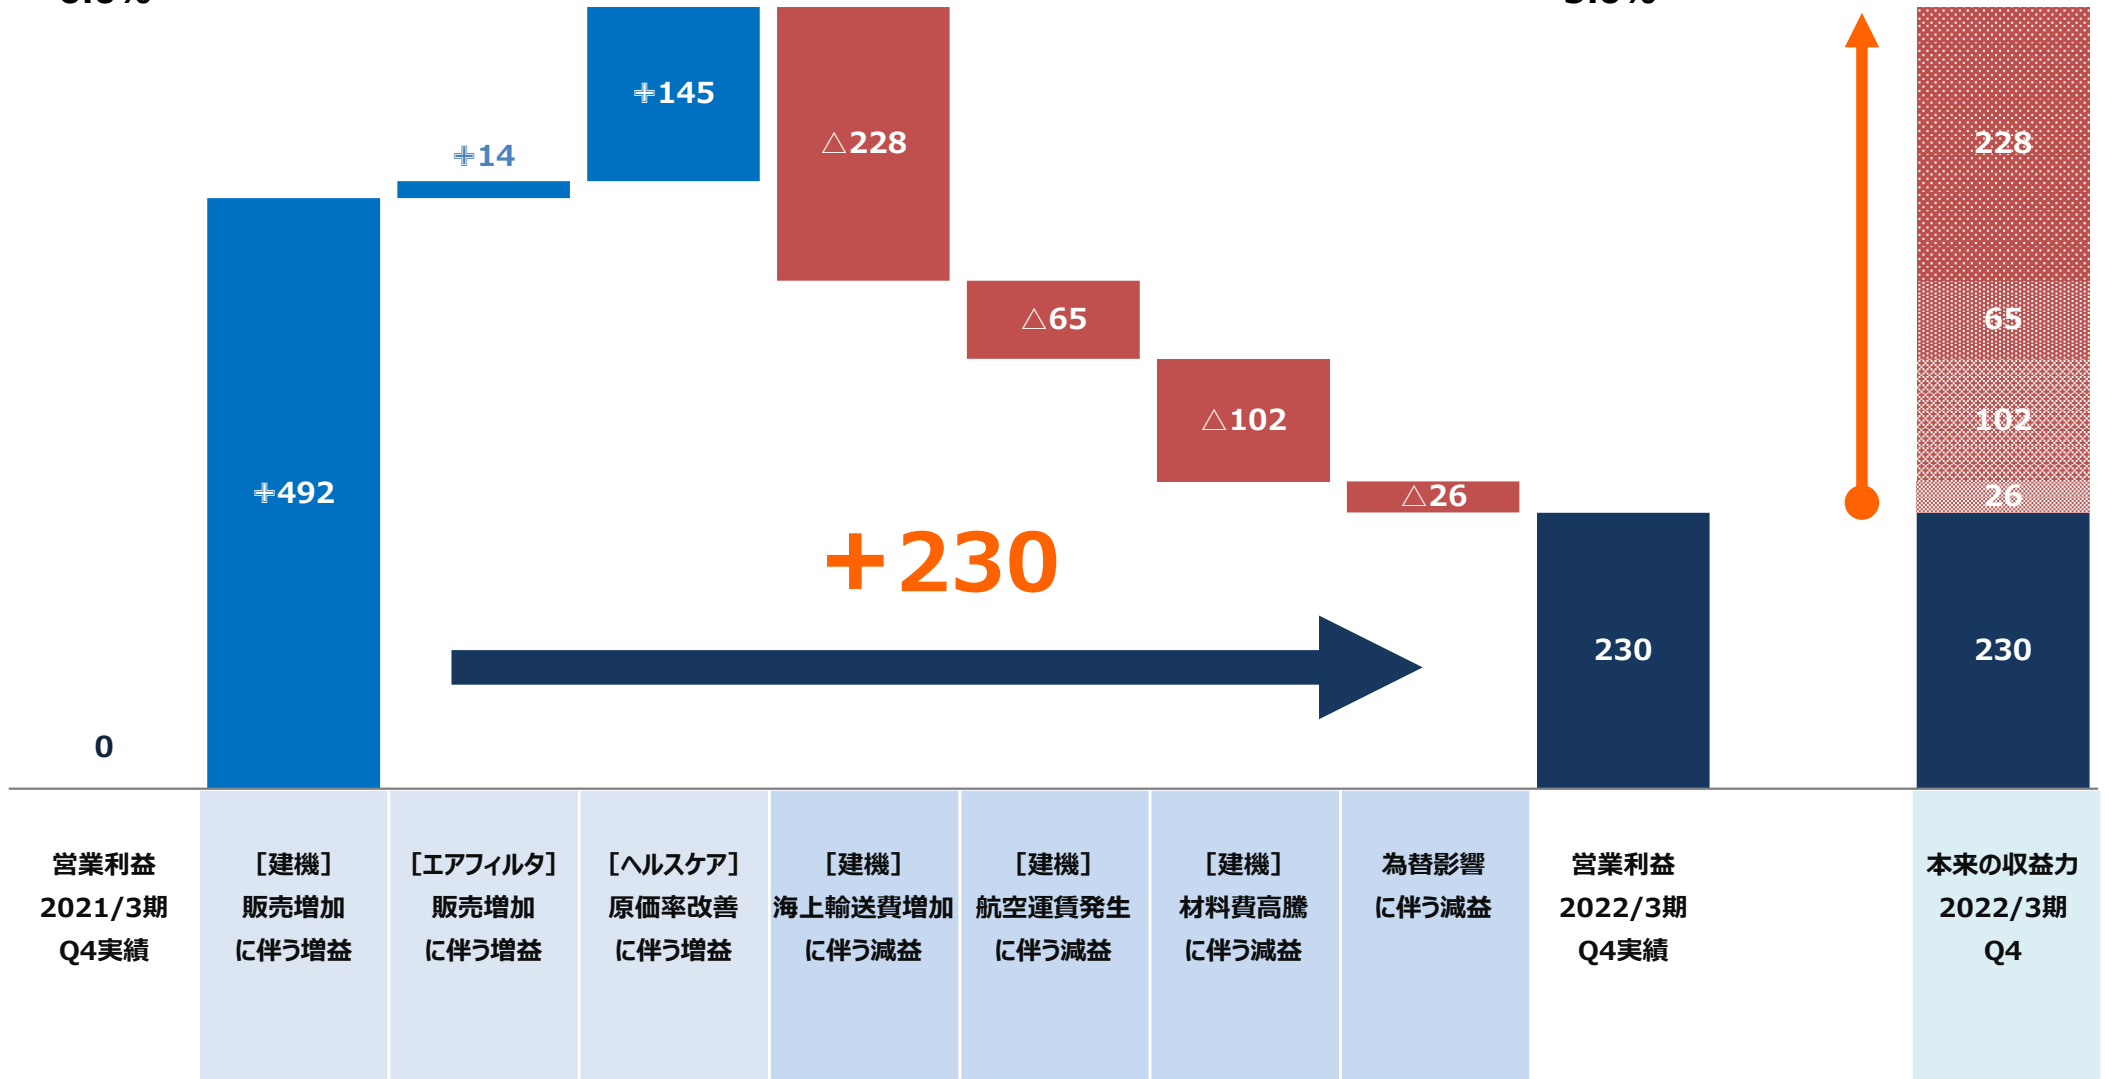 +145
△228
228
+14
△65
65
△102
102
+492
△26
26
+230
230
230
0
営業利益
2021/3期
Q4実績
［建機］
販売増加
に伴う増益
［エアフィルタ］
販売増加
に伴う増益
［ヘルスケア］
原価率改善
に伴う増益
［建機］
海上輸送費増加
に伴う減益
［建機］
航空運賃発生
に伴う減益
［建機］
材料費高騰
に伴う減益
為替影響
に伴う減益
営業利益
2022/3期
Q4実績
本来の収益力
2022/3期
Q4